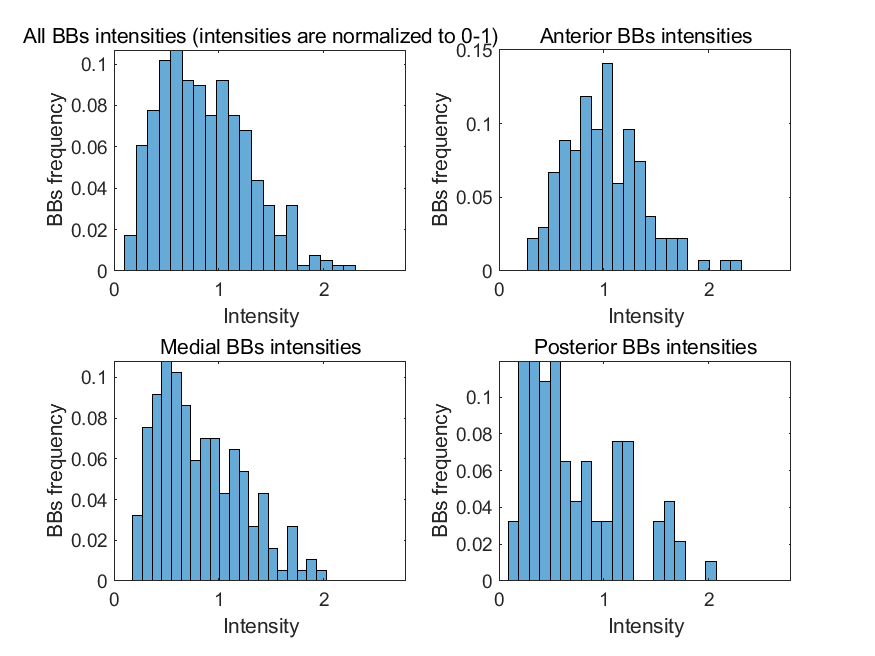 All BBs intensities (intensities are normalized to 0-1)
0.1
0.08
0.06
0.04
0.02
0
BBs frequency
0 1 2
Intensity
Anterior BBs intensities
0.15
0.1
0.05
0
BBs frequency
0 1 2
Intensity
Medial BBs intensities
0.1
0.08
0.06
0.04
0.02
0
BBs frequency
0 1 2
Intensity
Posterior BBs intensities
0.1
0.08
0.06
0.04
0.02
0
BBs frequency
0 1 2
Intensity